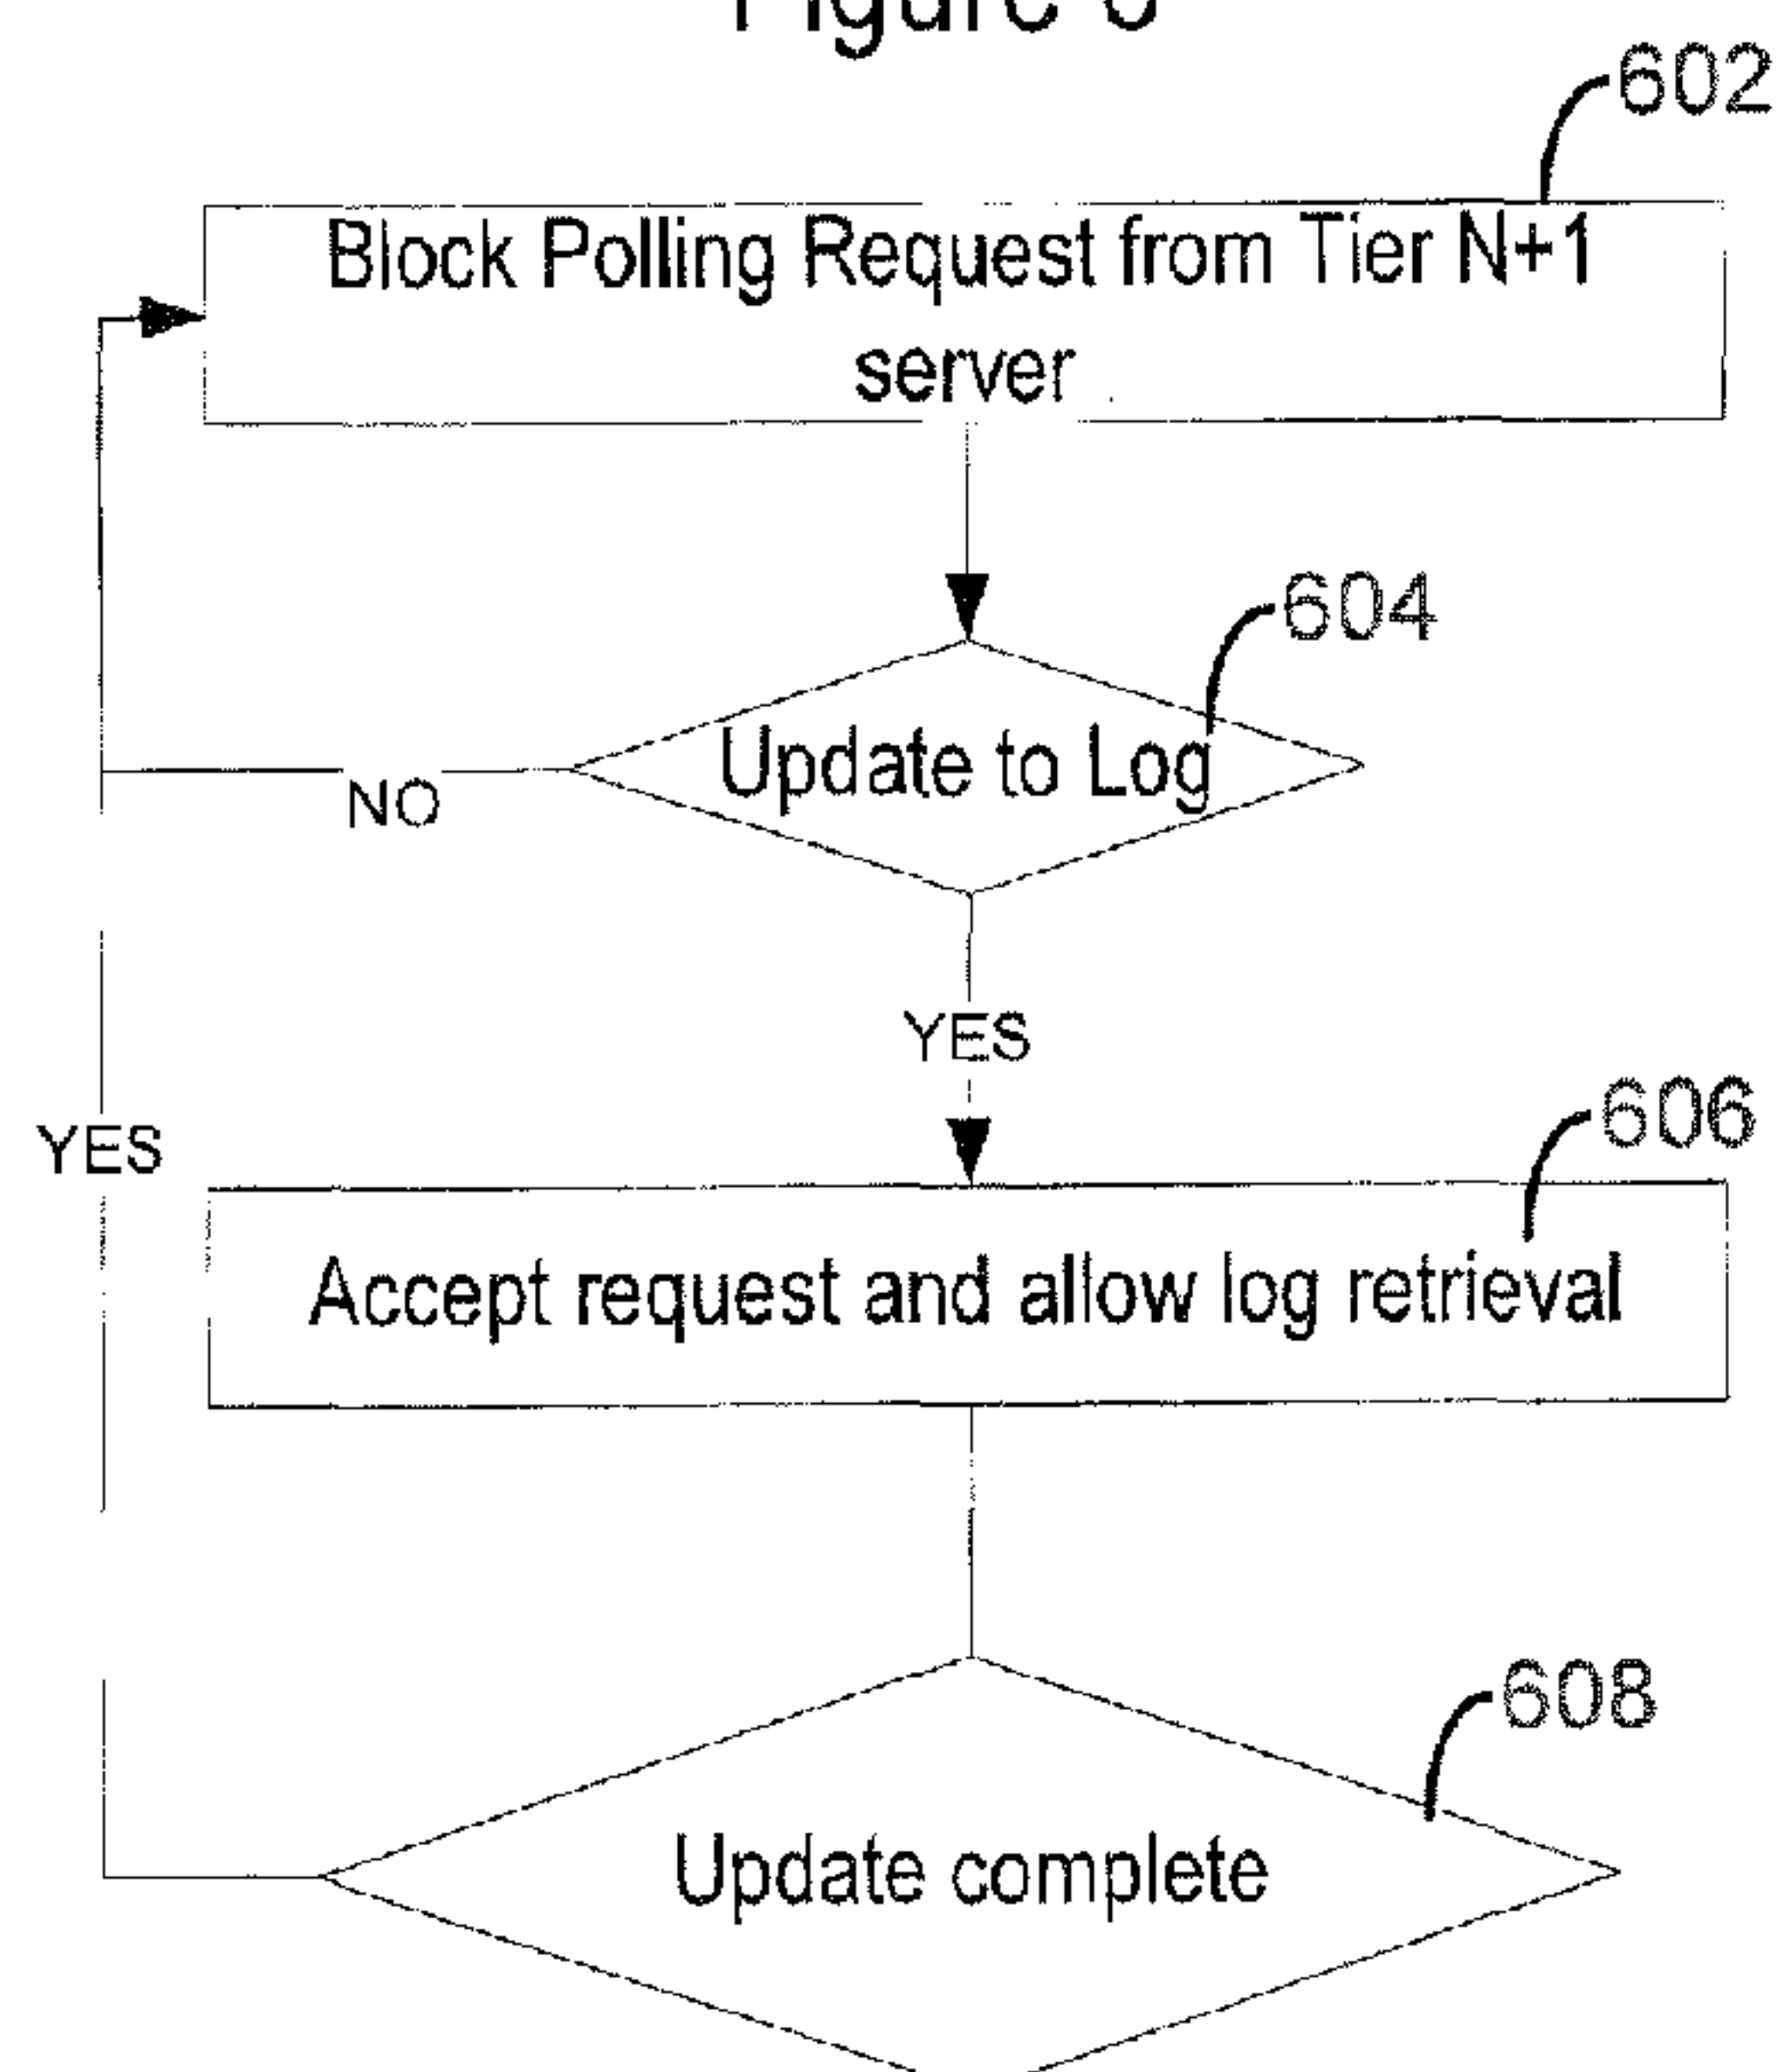 602
Block Polling Request from Tier N+1
server
604
Update to Log
NO
YES
YES
606
Accept request and allow log retrieval
608
Update complete